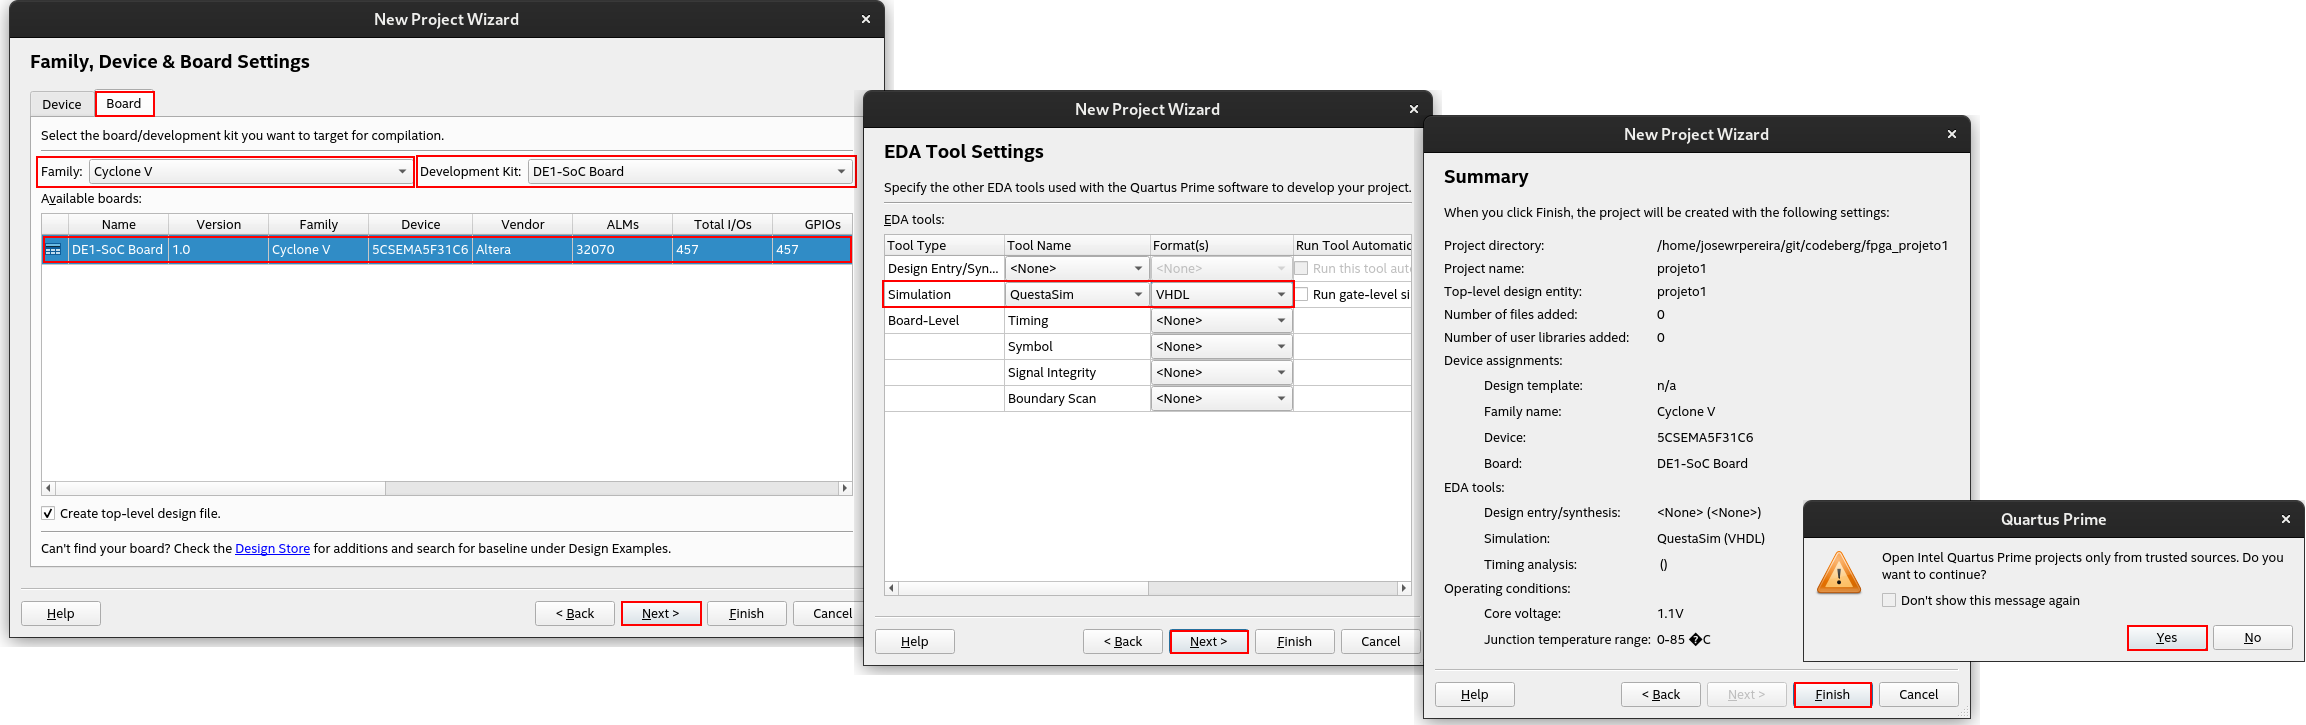 New Project Wizard
Family, Device & Board Settings
Device Board
Select the board/development kit you want to target for compilation.
Family: Cyclone V Development Kit: DE1-SoC Board
Available boards:
Name Version Family Device Vendor ALMs Total I/Os GPIOs
DE1-SoC Board 1.0 Cyclone V 5CSEMA5F31C6 Altera 32070 457 457
Create top-level design file.
Can't find your board? Check the Design Store for additions and search for baseline under Design Examples.
Help < Back Next > Finish Cancel
New Project Wizard
EDA Tool Settings
Specify the other EDA tools used with the Quartus Prime software to develop your project.
EDA tools:
Tool Type Tool Name Format(s) Run Tool Automatic
Design Entry/Syn... <None> <None> Run this tool aut
Simulation QuestaSim VHDL Run gate-level si
Board-Level Timing <None>
Symbol <None>
Signal Integrity <None>
Boundary Scan <None>
Help < Back Next > Finish Cancel
New Project Wizard
Summary
When you click Finish, the project will be created with the following settings:
Project directory: /home/josewrpereira/git/codeberg/fpga_projeto1
Project name: projeto1
Top-level design entity: projeto1
Number of files added: 0
Number of user libraries added: 0
Device assignments:
Design template: n/a
Family name: Cyclone V
Device: 5CSEMA5F31C6
Board: DE1-SoC Board
EDA tools:
Design entry/synthesis: <None> (<None>)
Simulation: QuestaSim (VHDL)
Timing analysis: ()
Operating conditions:
Core voltage: 1.1V
Junction temperature range: 0-85 �C
Help < Back Next > Finish Cancel
Quartus Prime
Open Intel Quartus Prime projects only from trusted sources. Do you
want to continue?
Don't show this message again
Yes No